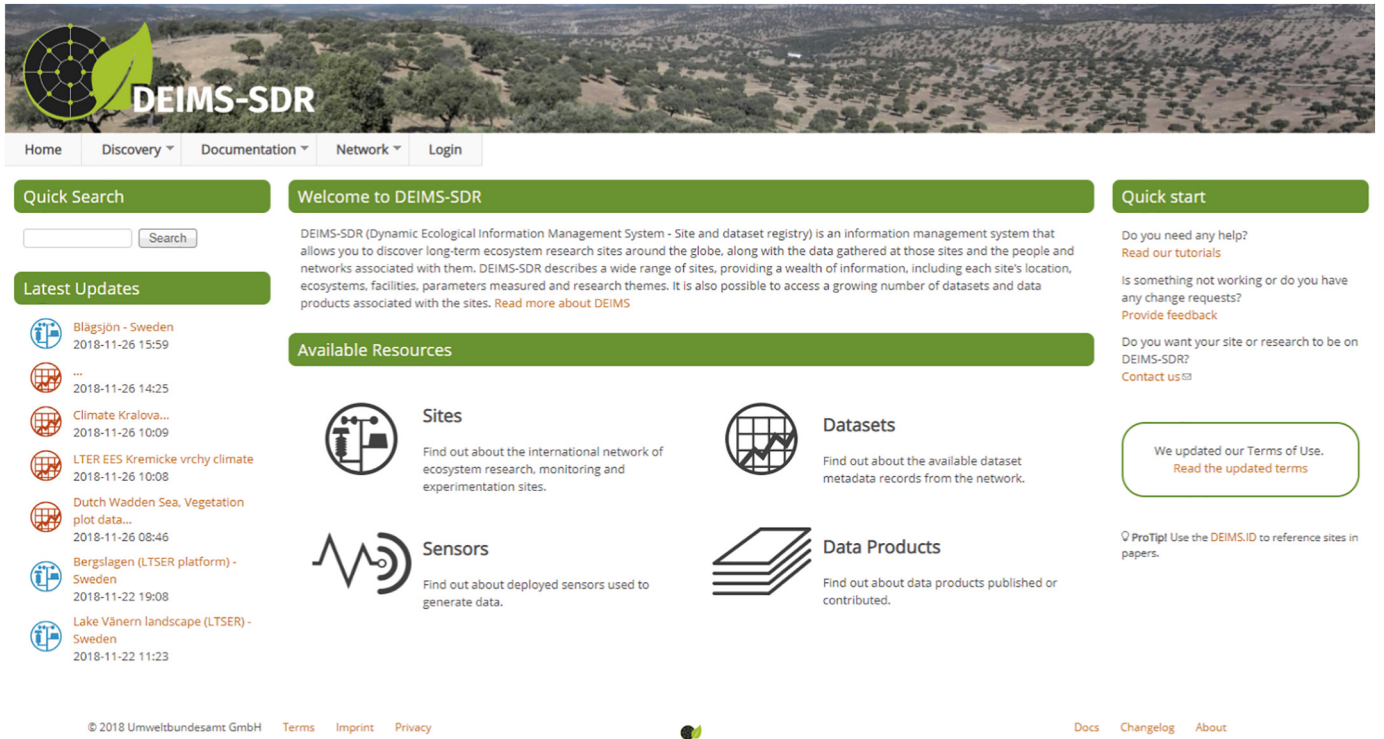 DEIMS-SDR
Home Discovery Documentation Network Login
Quick Search
Search
Latest Updates
Blägsjön - Sweden
2018-11-26 15:59
...
2018-11-26 14:25
Climate Kralova...
2018-11-26 10:09
LTER EES Kremicke vrchy climate
2018-11-26 10:08
Dutch Wadden Sea, Vegetation
plot data...
2018-11-26 08:46
Bergslagen (LTSER platform) -
Sweden
2018-11-22 19:08
Lake Vänern landscape (LTSER) -
Sweden
2018-11-22 11:23
Welcome to DEIMS-SDR
DEIMS-SDR (Dynamic Ecological Information Management System - Site and dataset registry) is an information management system that
allows you to discover long-term ecosystem research sites around the globe, along with the data gathered at those sites and the people and
networks associated with them. DEIMS-SDR describes a wide range of sites, providing a wealth of information, including each site's location,
ecosystems, facilities, parameters measured and research themes. It is also possible to access a growing number of datasets and data
products associated with the sites. Read more about DEIMS
Available Resources
Sites
Find out about the international network of
ecosystem research, monitoring and
experimentation sites.
Datasets
Find out about the available dataset
metadata records from the network.
Sensors
Find out about deployed sensors used to
generate data.
Data Products
Find out about data products published or
contributed.
Quick start
Do you need any help?
Read our tutorials
Is something not working or do you have
any change requests?
Provide feedback
Do you want your site or research to be on
DEIMS-SDR?
Contact us
We updated our Terms of Use.
Read the updated terms
ProTip! Use the DEIMS.ID to reference sites in
papers.
© 2018 Umweltbundesamt GmbH Terms Imprint Privacy
Docs Changelog About